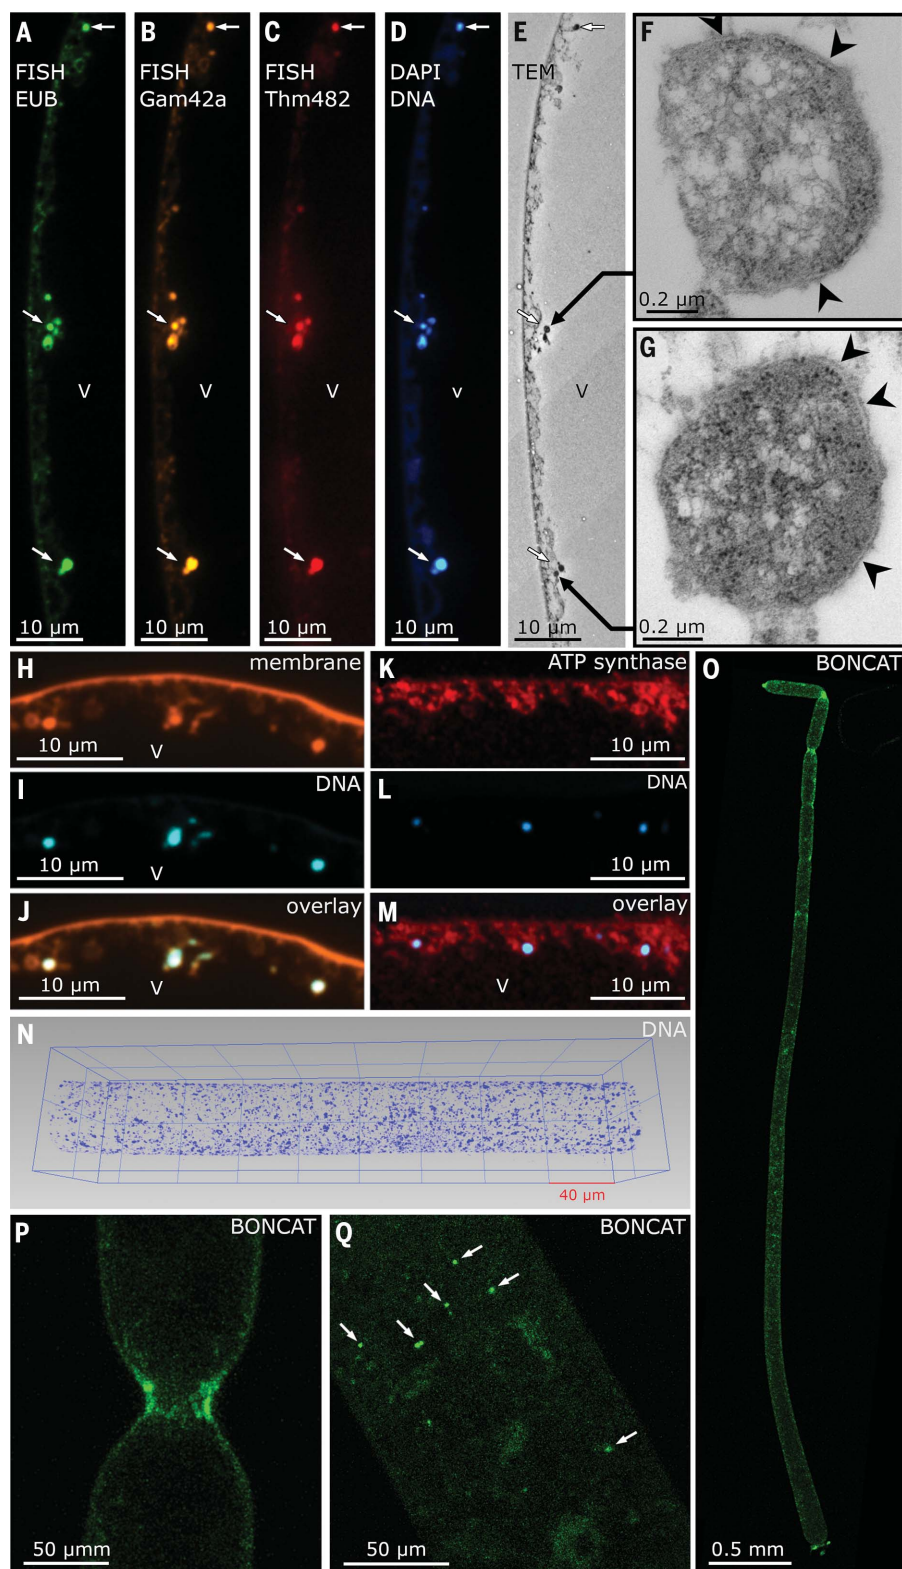 A
FISH
EUB
V
10 µm
B
FISH
Gam42a
V
10 µm
C
FISH
Thm482
V
10 µm
D
DAPI
DNA
v
10 µm
E
TEM
V
10 µm
F
0.2 µm
G
0.2 µm
H
membrane
10 µm
V
I
DNA
10 µm
V
J
overlay
10 µm
V
K
ATP synthase
10 µm
L
DNA
10 µm
M
overlay
V
10 µm
N
DNA
40 µm
O
BONCAT
0.5 mm
P
BONCAT
50 µmm
Q
BONCAT
50 µm